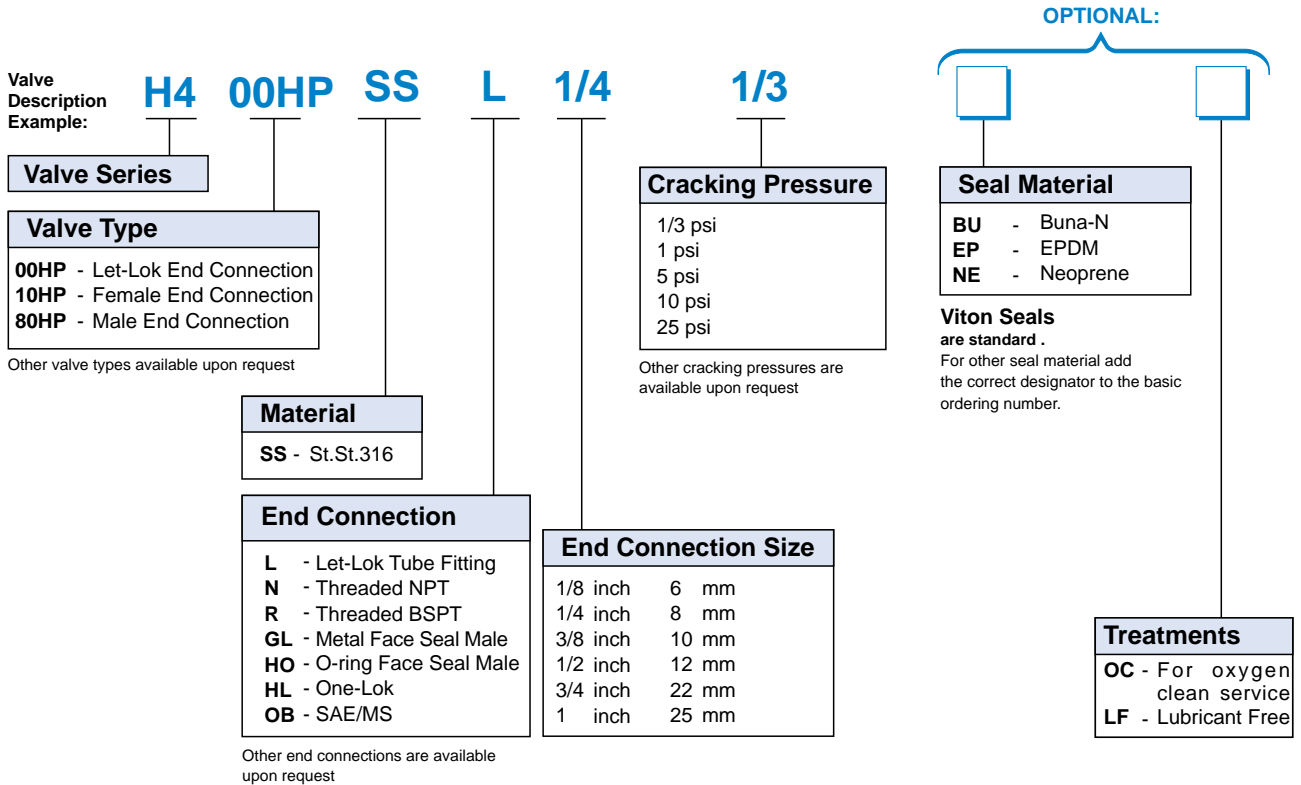 OPTIONAL:
Valve
Description
Example:
H4 00HP SS L 1/4 1/3
Valve Series
Valve Type
00HP - Let-Lok End Connection
10HP - Female End Connection
80HP - Male End Connection
Other valve types available upon request
Material
SS - St.St.316
End Connection
L - Let-Lok Tube Fitting
N - Threaded NPT
R - Threaded BSPT
GL - Metal Face Seal Male
HO - O-ring Face Seal Male
HL - One-Lok
OB - SAE/MS
Other end connections are available
upon request
End Connection Size
1/8 inch 6 mm
1/4 inch 8 mm
3/8 inch 10 mm
1/2 inch 12 mm
3/4 inch 22 mm
1 inch 25 mm
Cracking Pressure
1/3 psi
1 psi
5 psi
10 psi
25 psi
Other cracking pressures are
available upon request
Seal Material
BU - Buna-N
EP - EPDM
NE - Neoprene
Viton Seals
are standard .
For other seal material add
the correct designator to the basic
ordering number.
Treatments
OC - For oxygen
clean service
LF - Lubricant Free